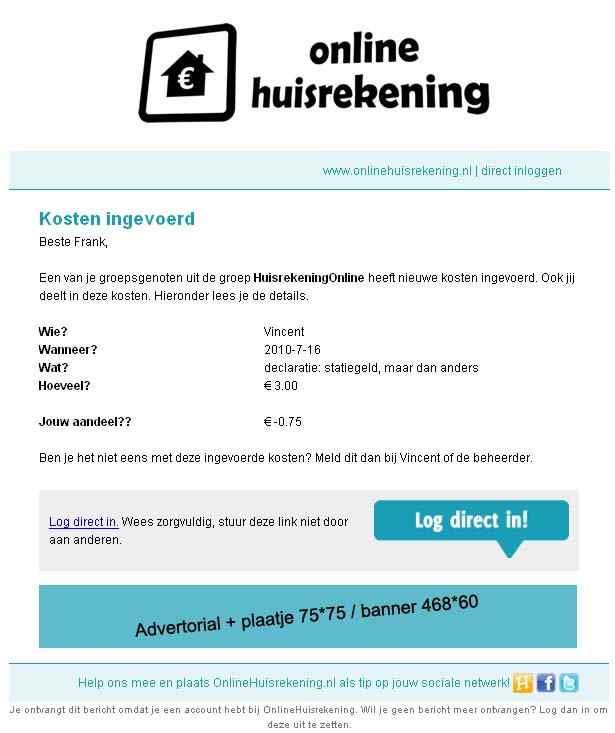 online
huisrekening
€
www.onlinehuisrekening.nl | direct inloggen
Kosten ingevoerd
Beste Frank,
Een van je groepsgenoten uit de groep HuisrekeningOnline heeft nieuwe kosten ingevoerd. Ook jij
deelt in deze kosten. Hieronder lees je de details.
Wie? Vincent
Wanneer? 2010-7-16
Wat? declaratie: statiegeld, maar dan anders
Hoeveel? € 3.00
Jouw aandeel?? €-0.75
Ben je het niet eens met deze ingevoerde kosten? Meld dit dan bij Vincent of de beheerder.
Log direct in. Wees zorgvuldig, stuur deze link niet door
aan anderen.
Log direct in!
Advertorial + plaatje 75*75 / banner 468*60
Help ons mee en plaats OnlineHuisrekening.nl als tip op jouw sociale netwerk! H f t
Je ontvangt dit bericht omdat je een account hebt bij OnlineHuisrekening. Wil je geen bericht meer ontvangen? Log dan in om
deze uit te zetten.